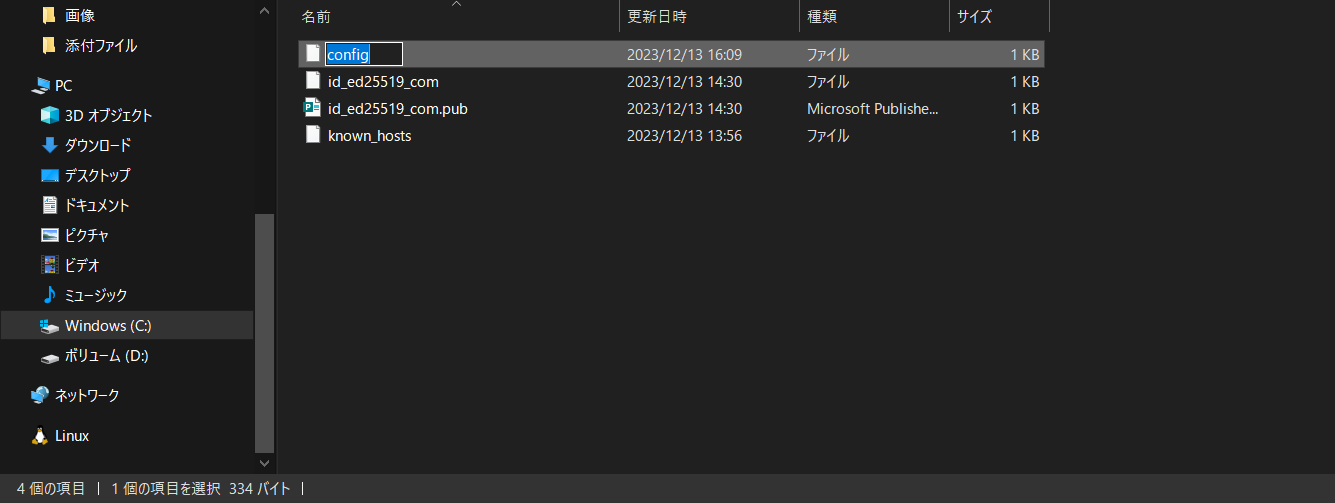 画像
添付ファイル
PC
3D オブジェクト
ダウンロード
デスクトップ
ドキュメント
ピクチャ
ビデオ
ミュージック
Windows (C:)
ボリューム (D:)
ネットワーク
Linux
名前 更新日時 種類 サイズ
config 2023/12/13 16:09 ファイル 1 KB
id_ed25519_com 2023/12/13 14:30 ファイル 1 KB
id_ed25519_com.pub 2023/12/13 14:30 Microsoft Publishe... 1 KB
known_hosts 2023/12/13 13:56 ファイル 1 KB
4 個の項目 | 1 個の項目を選択 334 バイト |